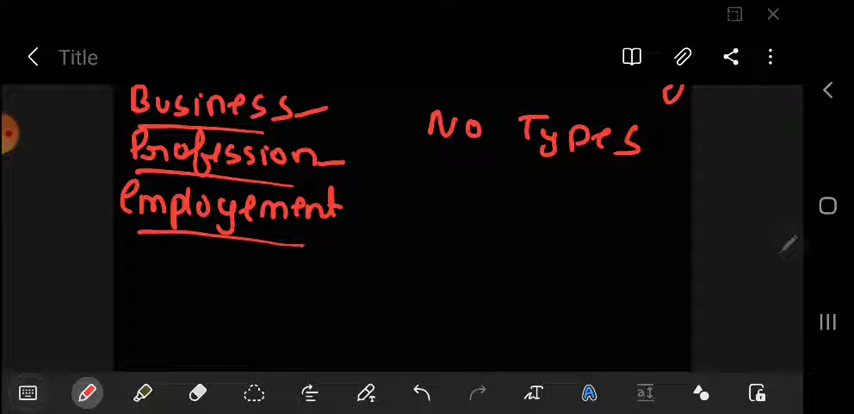 Title
Business
Profession
Employement
No Types